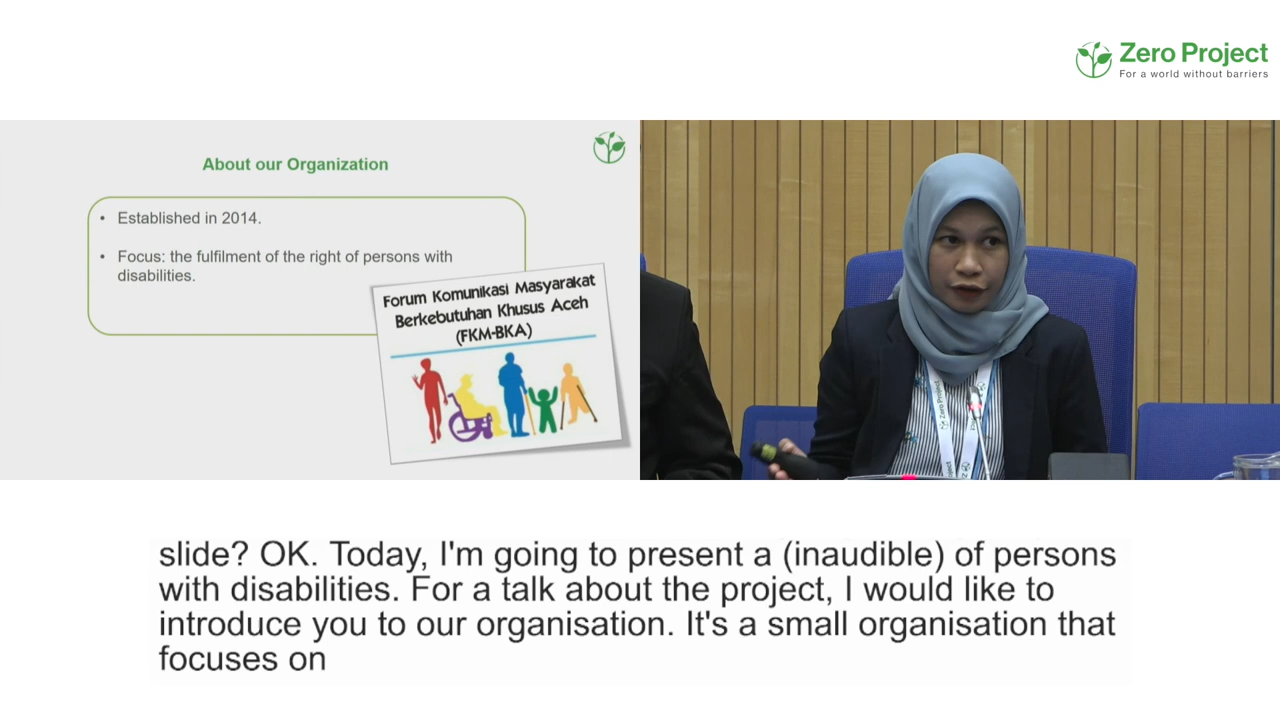 Zero Project
For a world without barriers
About our Organization
• Established in 2014.
• Focus: the fulfilment of the right of persons with
disabilities.
Forum Komunikasi Masyarakat
Berkebutuhan Khusus Aceh
(FKM-BKA)
Zero Project
slide? OK. Today, I'm going to present a (inaudible) of persons
with disabilities. For a talk about the project, I would like to
introduce you to our organisation. It's a small organisation that
focuses on